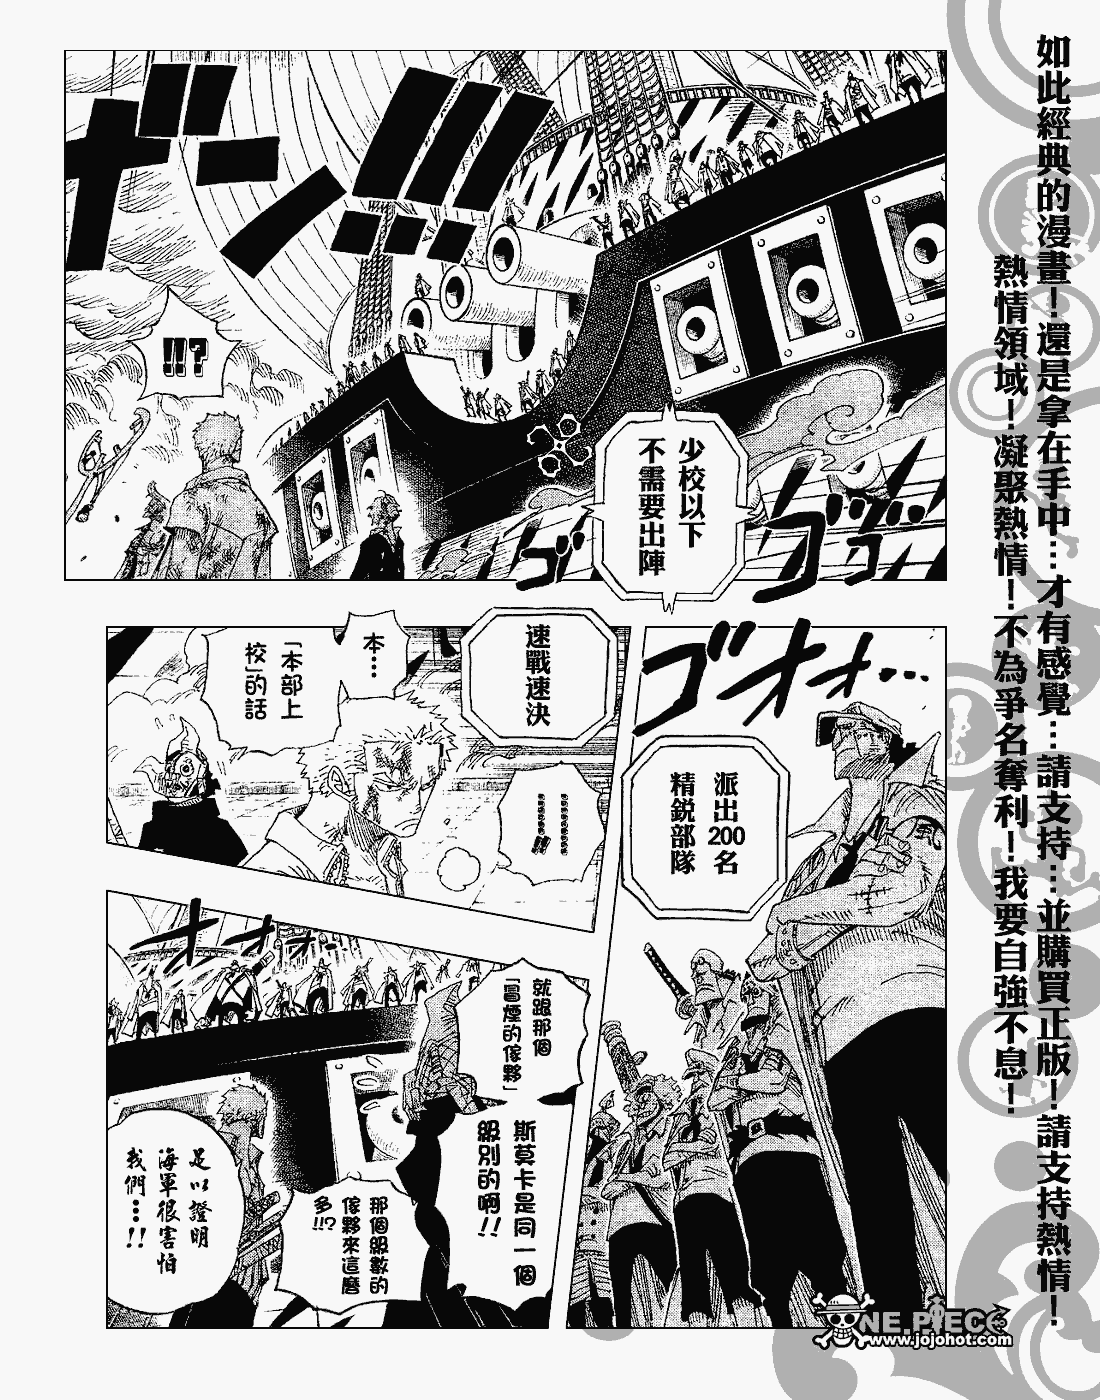 如此經典的漫畫！還是拿在手中…才有感覺…請支持…並購買正版！請支持熱情！
熱情領域！凝聚熱情！不為爭名奪利！我要自強不息！
ドーン!!!
!!?
少校以下
不需要出陣
ゴ
ゴゴ
ゴオオ…
派出
200名
精銳部隊
速戰速決
本…
「本部上
校」的話
………!!
オオオ…
就跟那個
「冒煙的傢夥」
斯莫卡是同一個
級別的啊!!
那個級數的
傢夥來這麼
多!!?
足以證明
海軍很害怕
我們…!!
ONE PIECE
www.jojohot.com